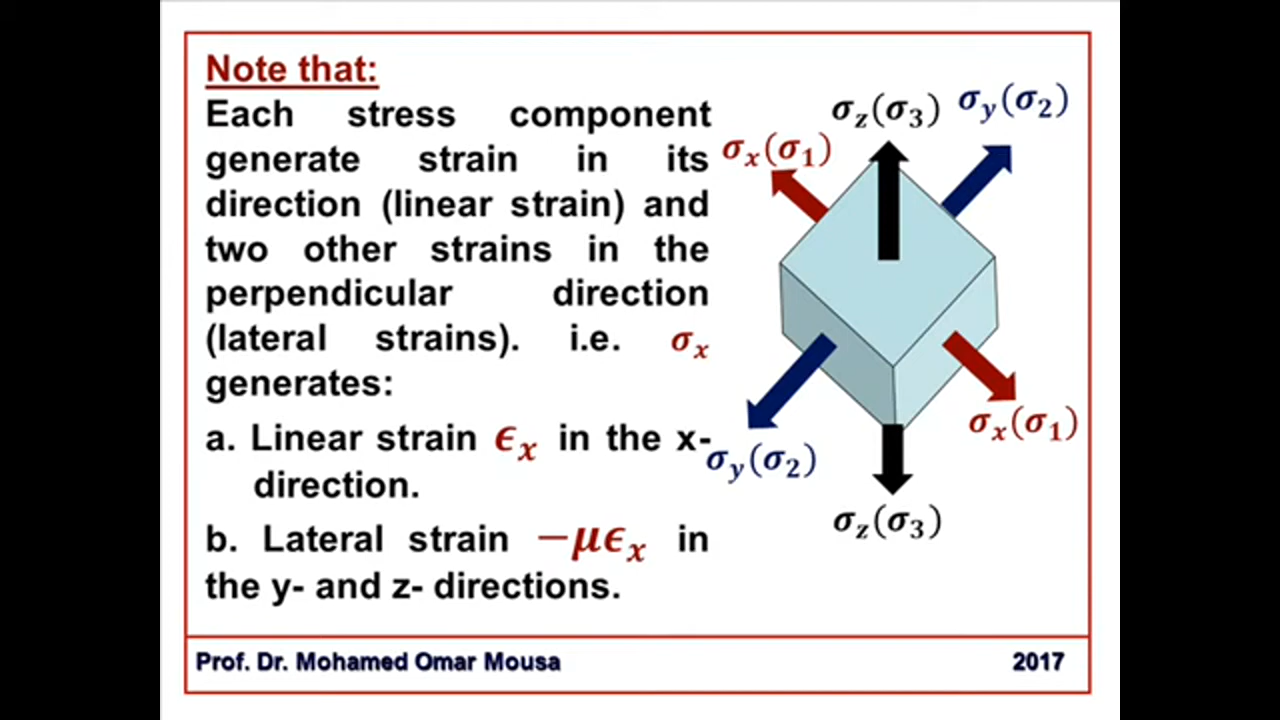 Note that:
Each stress component
generate strain in its
direction (linear strain) and
two other strains in the
perpendicular direction
(lateral strains). i.e. σx
generates:
a. Linear strain ϵx in the x-
direction.
b. Lateral strain −μϵx in
the y- and z- directions.
σz(σ3)
σy(σ2)
σx(σ1)
σx(σ1)
σy(σ2)
σz(σ3)
Prof. Dr. Mohamed Omar Mousa
2017